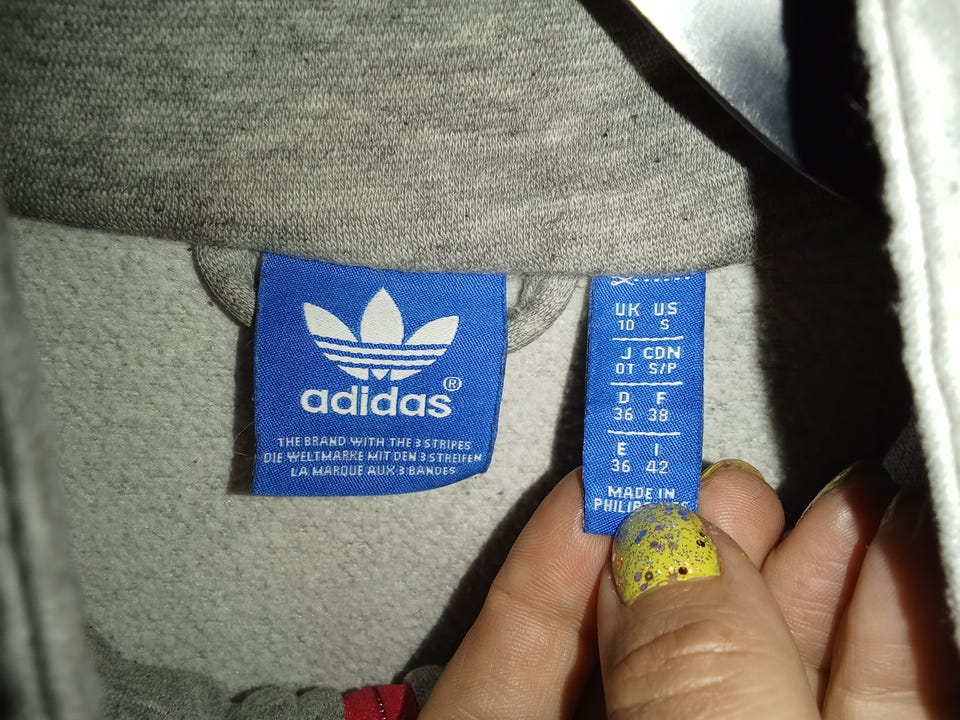 adidas®
THE BRAND WITH THE 3 STRIPES
DIE WELTMARKE MIT DEN 3 STREIFEN
LA MARQUE AUX 3 BANDES
UK US
10 S
J CDN
OT S/P
D F
36 38
E I
36 42
MADE IN